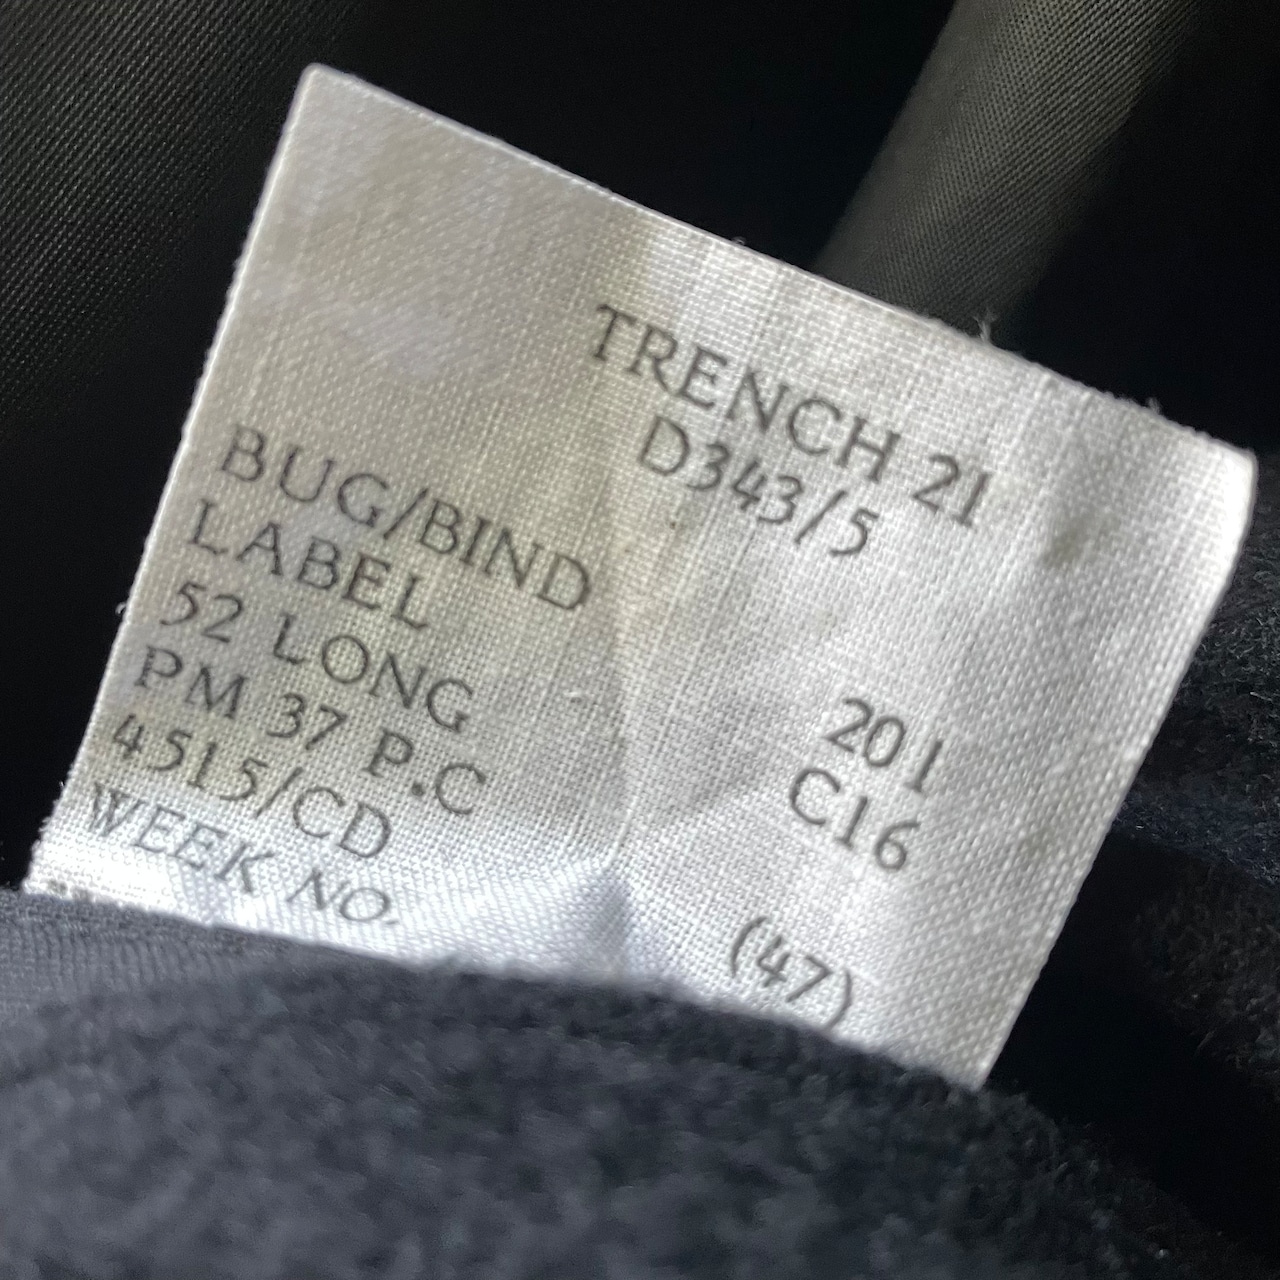 TRENCH 21
D343/5
BUG/BIND
LABEL
52 LONG 201
PM 37 P.C C16
4515/CD
WEEK NO. (47)